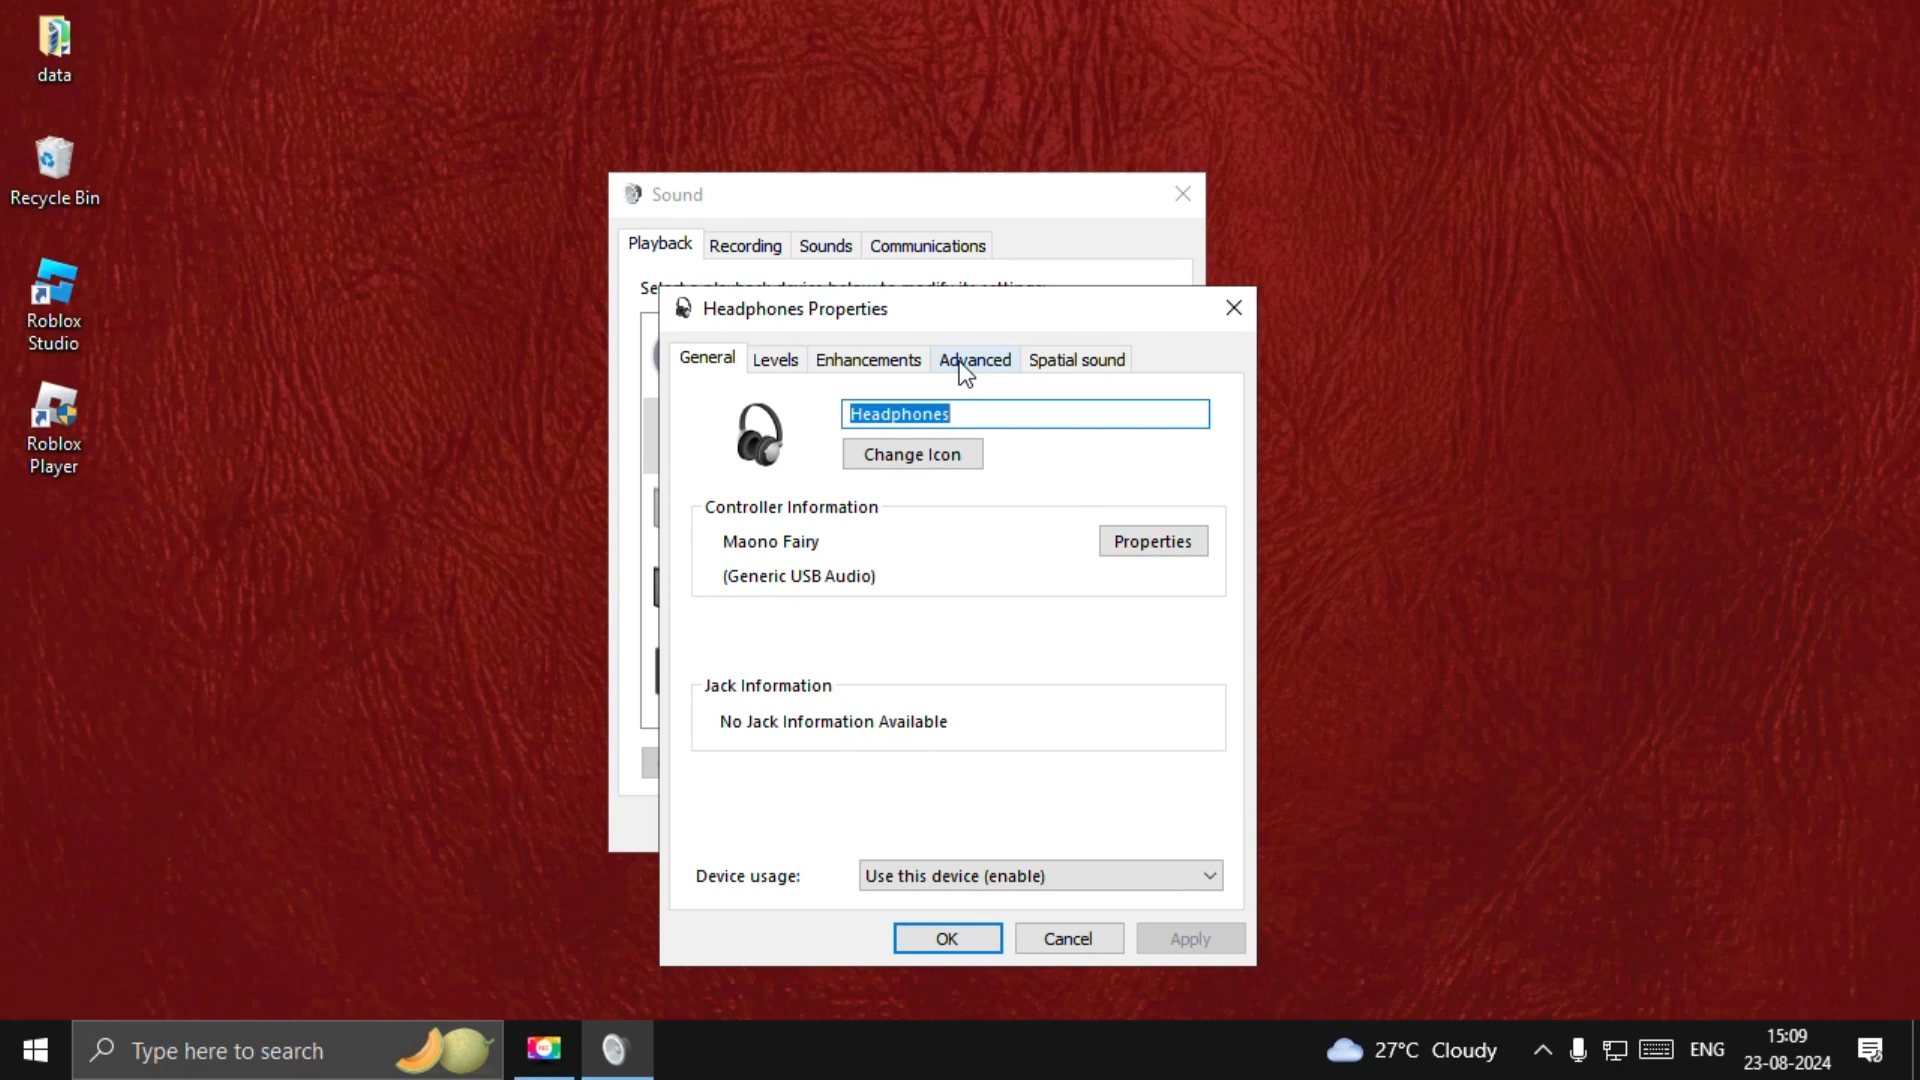 data
Recycle Bin
Roblox
Studio
Roblox
Player
Sound
Playback
Recording
Sounds
Communications
Headphones Properties
General
Levels
Enhancements
Advanced
Spatial sound
Headphones
Change Icon
Controller Information
Maono Fairy
Properties
(Generic USB Audio)
Jack Information
No Jack Information Available
Device usage:
Use this device (enable)
OK
Cancel
Apply
Type here to search
27°C Cloudy
ENG
15:09
23-08-2024